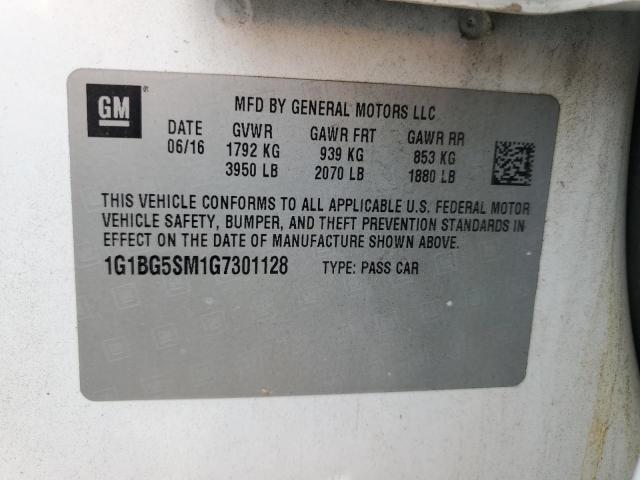 GM
MFD BY GENERAL MOTORS LLC
DATE GVWR GAWR FRT GAWR RR
06/16 1792 KG 939 KG 853 KG
3950 LB 2070 LB 1880 LB
THIS VEHICLE CONFORMS TO ALL APPLICABLE U.S. FEDERAL MOTOR
VEHICLE SAFETY, BUMPER, AND THEFT PREVENTION STANDARDS IN
EFFECT ON THE DATE OF MANUFACTURE SHOWN ABOVE.
1G1BG5SM1G7301128 TYPE: PASS CAR